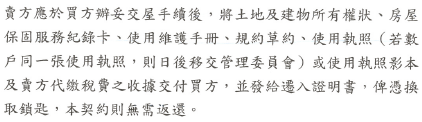 賣方應於買方辦妥交屋手續後，將土地及建物所有權狀、房屋
保固服務紀錄卡、使用維護手冊、規約草約、使用執照（若數
戶同一張使用執照，則日後移交管理委員會）或使用執照影本
及賣方代繳稅費之收據交付買方，並發給遷入證明書，俾憑換
取鎖匙，本契約則無需返還。